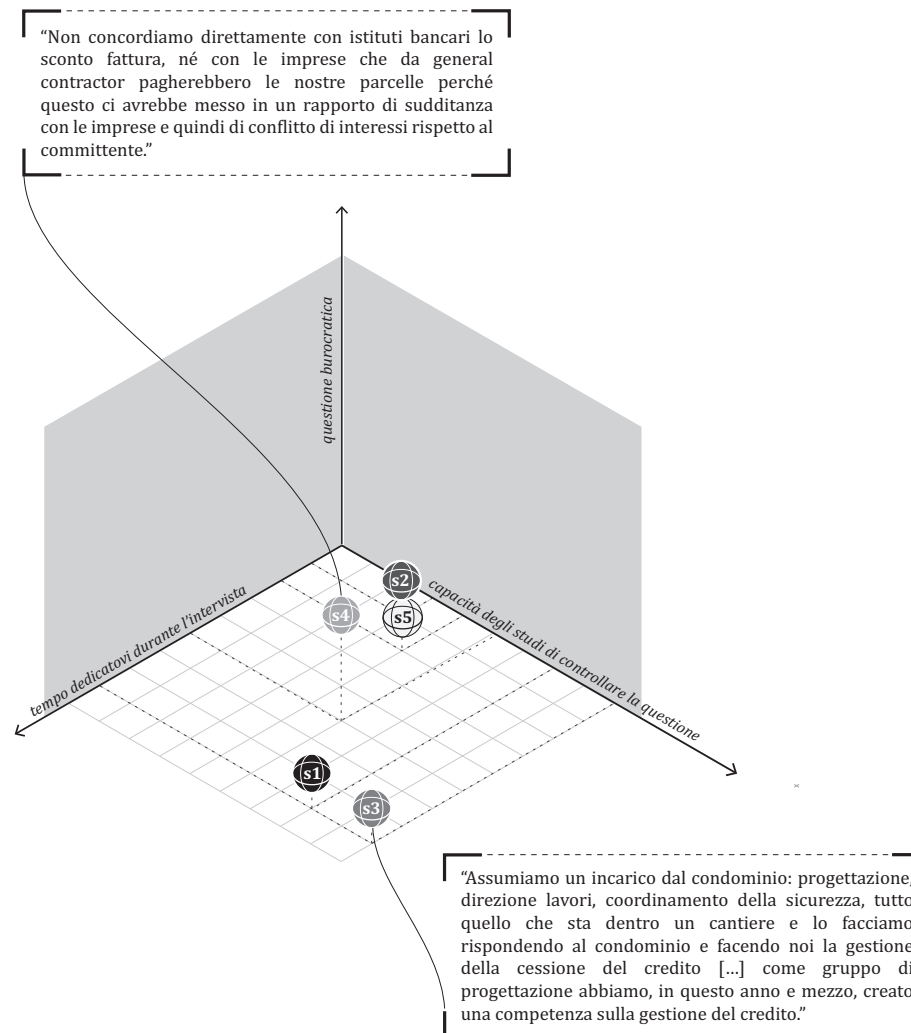 “Non concordiamo direttamente con istituti bancari lo
sconto fattura, né con le imprese che da general
contractor pagherebbero le nostre parcelle perché
questo ci avrebbe messo in un rapporto di sudditanza
con le imprese e quindi di conflitto di interessi rispetto al
committente.”
questione burocratica
s2
s4
s5
tempo dedicatovi durante l’intervista
capacità degli studi di controllare la questione
s1
s3
“Assumiamo un incarico dal condominio: progettazione,
direzione lavori, coordinamento della sicurezza, tutto
quello che sta dentro un cantiere e lo facciamo
rispondendo al condominio e facendo noi la gestione
della cessione del credito [...] come gruppo di
progettazione abbiamo, in questo anno e mezzo, creato
una competenza sulla gestione del credito.”